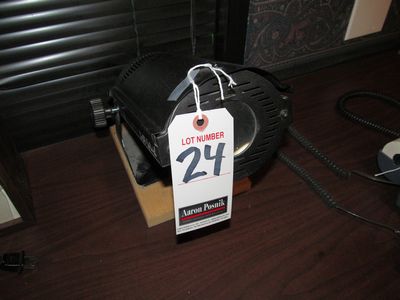 LOT NUMBER
24
Aaron Posnik